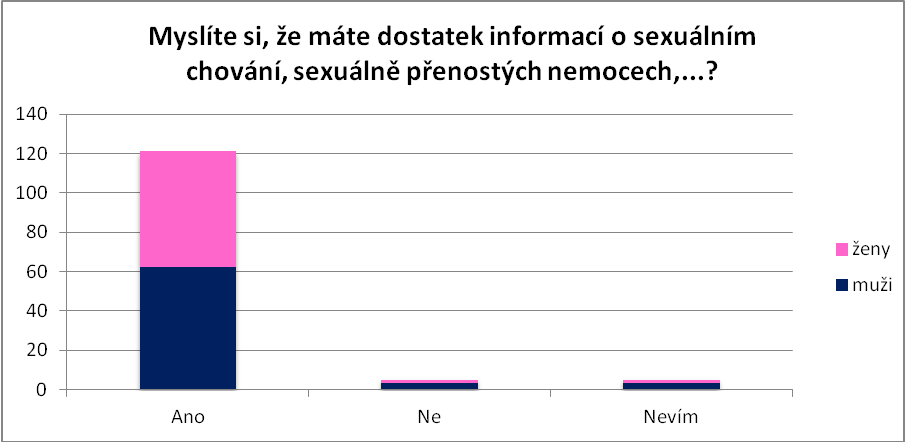 Myslíte si, že máte dostatek informací o sexuálním
chování, sexuálně přenostých nemocech,...?
140
120
100
80
60
40
20
0
Ano
Ne
Nevím
ženy
muži